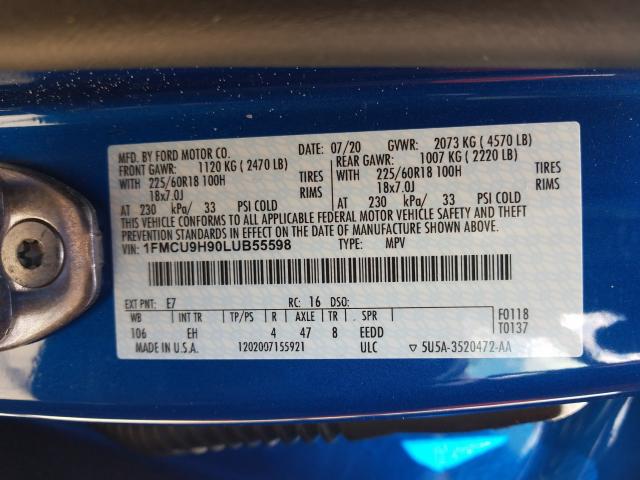 MFD. BY FORD MOTOR CO. DATE: 07/20 GVWR: 2073 KG ( 4570 LB)
FRONT GAWR: 1120 KG ( 2470 LB) REAR GAWR: 1007 KG ( 2220 LB)
WITH 225/60R18 100H TIRES WITH 225/60R18 100H TIRES
18x7.0J RIMS 18x7.0J RIMS
AT 230 kPa/ 33 PSI COLD AT 230 kPa/ 33 PSI COLD
THIS VEHICLE CONFORMS TO ALL APPLICABLE FEDERAL MOTOR VEHICLE SAFETY AND THEFT
PREVENTION STANDARDS IN EFFECT ON THE DATE OF MANUFACTURE SHOWN ABOVE.
VIN: 1FMCU9H90LUB55598 TYPE: MPV
EXT PNT: E7 RC: 16 DSO:
WB INT TR TP/PS R AXLE TR SPR F0118
106 EH 4 47 8 EEDD T0137
MADE IN U.S.A. 1202007155921 ULC ▽ 5U5A-3520472-AA